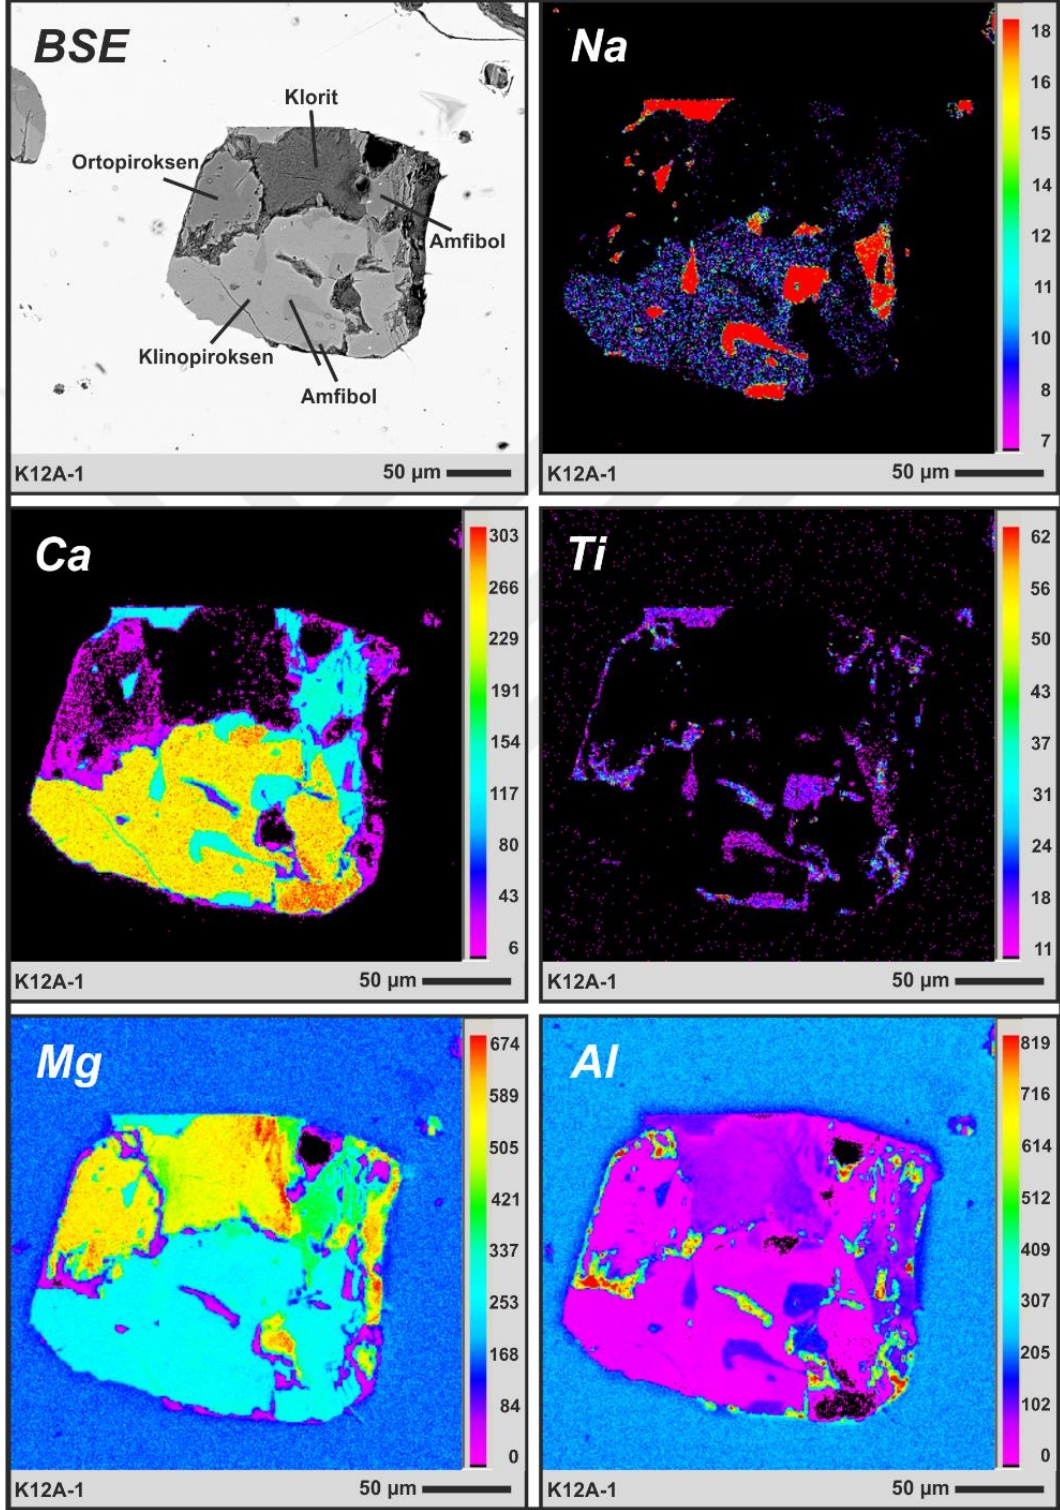 BSE
Klorit
Ortopiroksen
Amfibol
Klinopiroksen
Amfibol
K12A-1 50 µm
Na
18
16
15
14
12
11
10
8
7
K12A-1 50 µm
Ca
303
266
229
191
154
117
80
43
6
K12A-1 50 µm
Ti
62
56
50
43
37
31
24
18
11
K12A-1 50 µm
Mg
674
589
505
421
337
253
168
84
0
K12A-1 50 µm
Al
819
716
614
512
409
307
205
102
0
K12A-1 50 µm